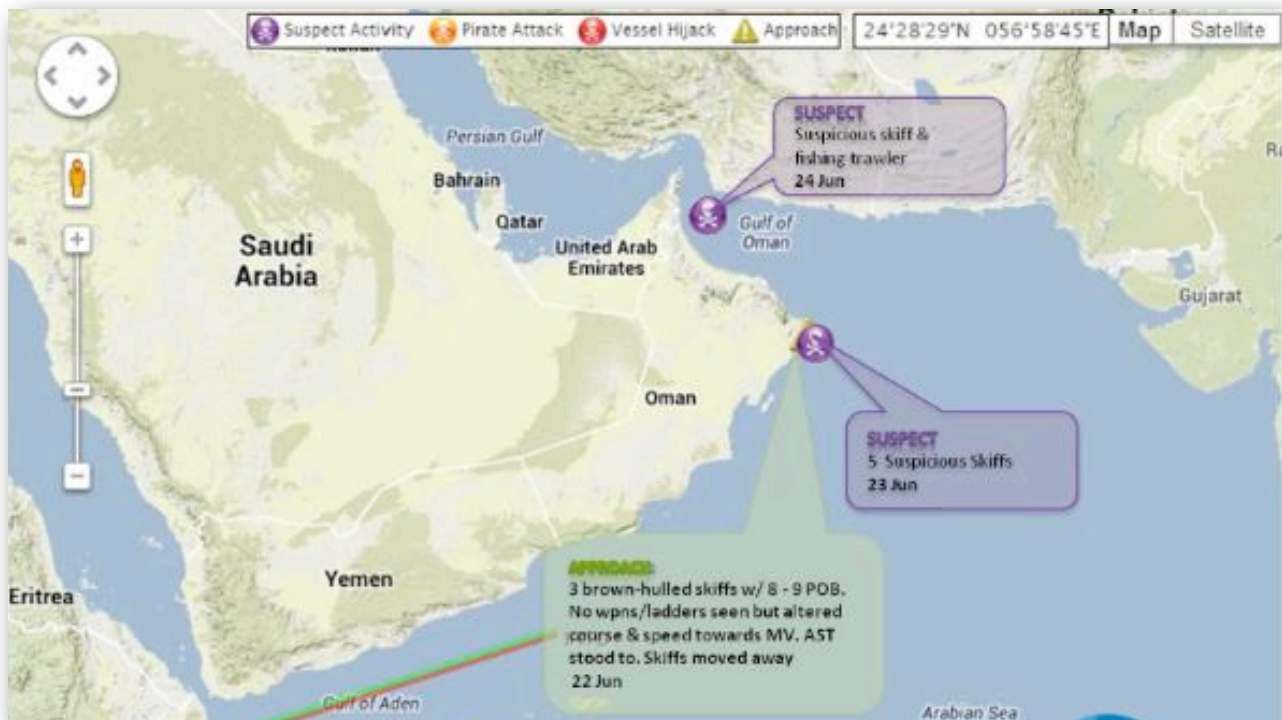 Suspect Activity Pirate Attack Vessel Hijack Approach
24°28'29"N 056°58'45"E Map Satellite
SUSPECT
Suspicious skiff &
fishing trawler
24 Jun
Persian Gulf
Bahrain
Qatar
Gulf of
Oman
Saudi
Arabia
United Arab
Emirates
Gujarat
Oman
SUSPECT
5 Suspicious Skiffs
23 Jun
APPROACH
3 brown-hulled skiffs w/ 8 - 9 POB.
No wpns/ladders seen but altered
course & speed towards MV. AST
stood to. Skiffs moved away
22 Jun
Yemen
Eritrea
Gulf of Aden
Arabian Sea